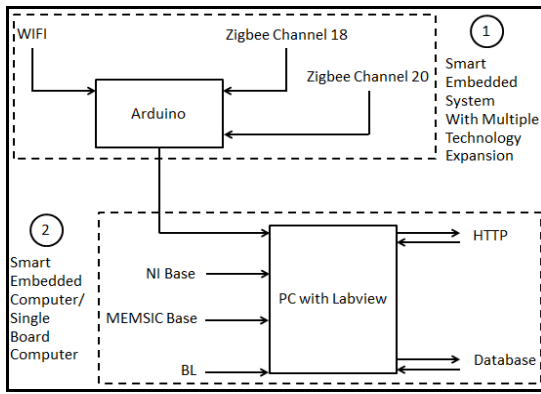 WIFI
Zigbee Channel 18
Zigbee Channel 20
Arduino
1
Smart
Embedded
System
With Multiple
Technology
Expansion
2
Smart
Embedded
Computer/
Single
Board
Computer
NI Base
MEMSIC Base
BL
PC with Labview
HTTP
Database